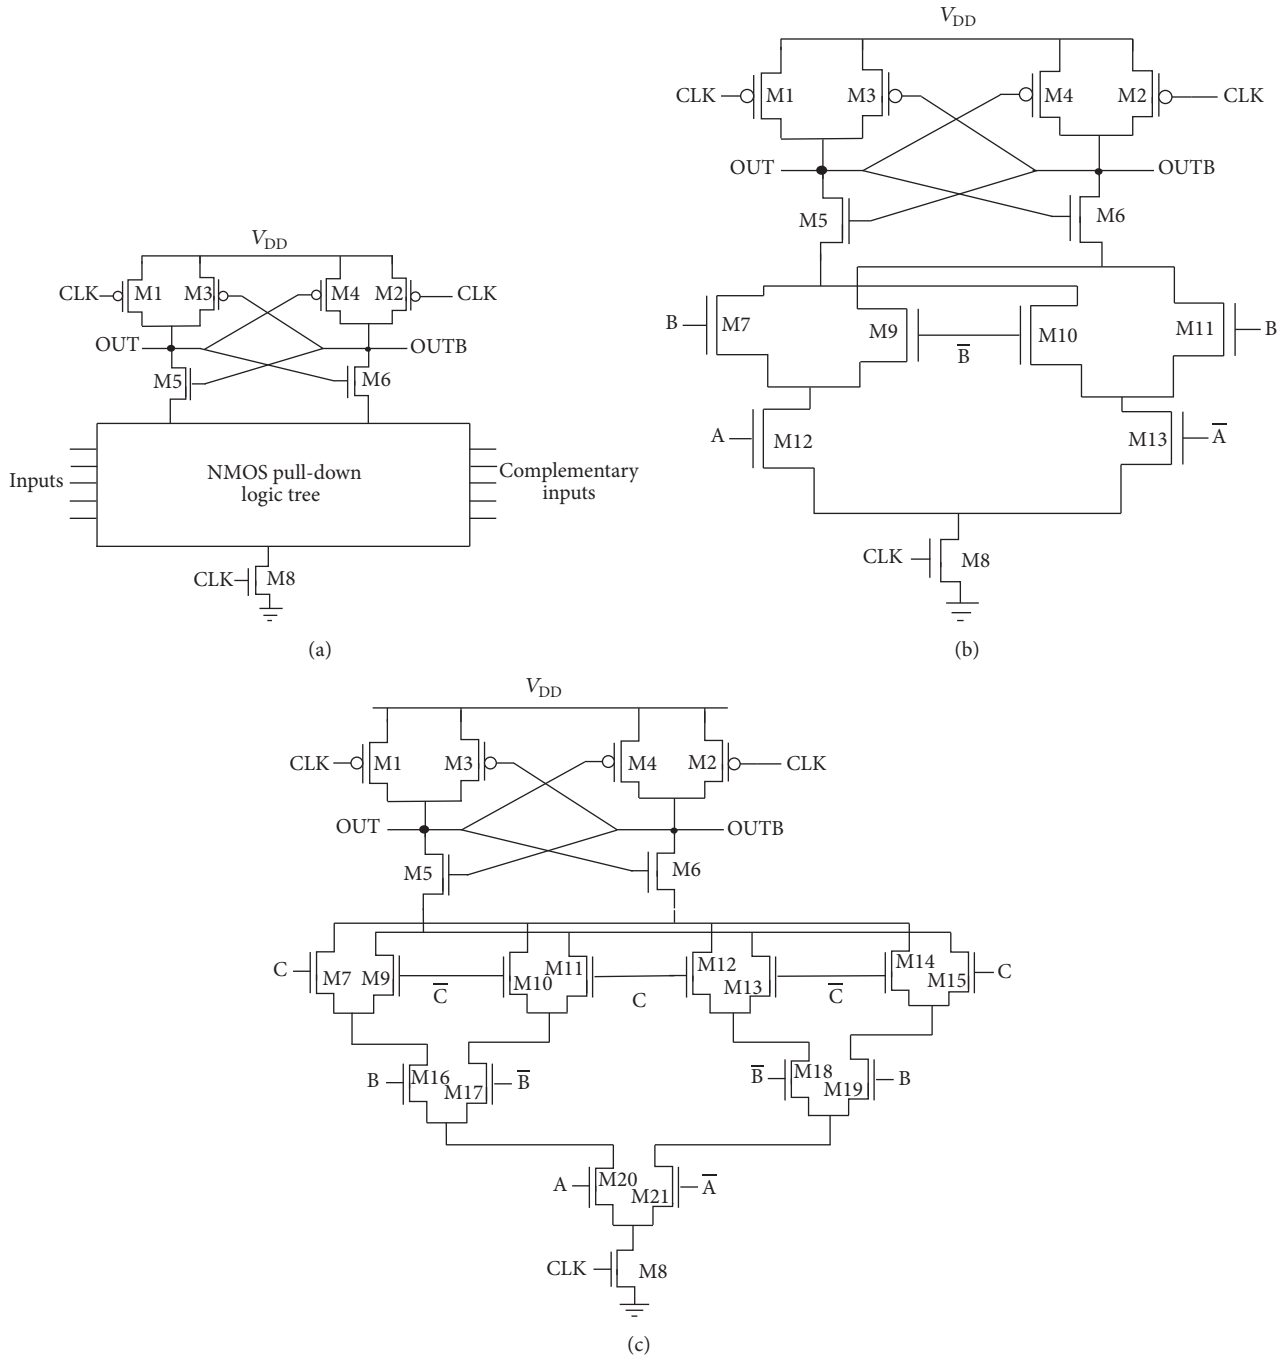 V_DD
CLK
M1
M3
M4
M2
CLK
OUT
OUTB
M5
M6
Inputs
NMOS pull-down
logic tree
Complementary
inputs
CLK
M8
(a)
V_DD
CLK
M1
M3
M4
M2
CLK
OUT
OUTB
M5
M6
B
M7
M9
B̅
M10
M11
B
A
M12
M13
A̅
CLK
M8
(b)
V_DD
CLK
M1
M3
M4
M2
CLK
OUT
OUTB
M5
M6
C
M7
M9
C̅
M10
M11
C
M12
M13
C̅
M14
M15
C
B
M16
M17
B̅
B̅
M18
M19
B
A
M20
M21
A̅
CLK
M8
(c)